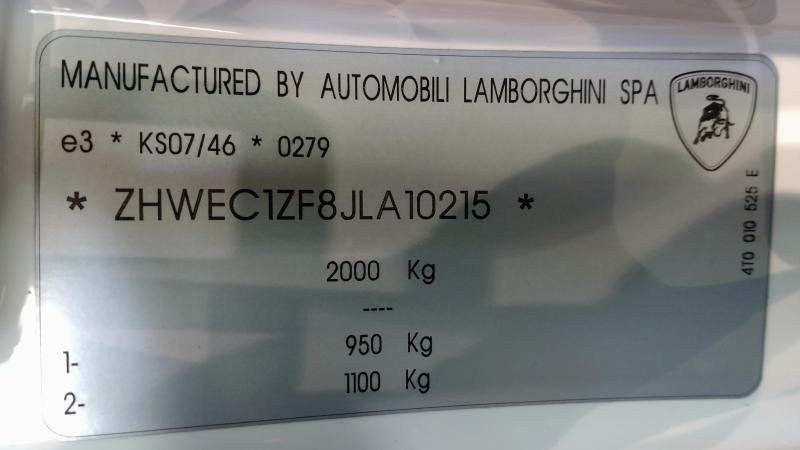 MANUFACTURED BY AUTOMOBILI LAMBORGHINI SPA
LAMBORGHINI
e3 * KS07/46 * 0279
* ZHWEC1ZF8JLA10215 *
4T0 010 525 E
2000 Kg
----
1- 950 Kg
2- 1100 Kg